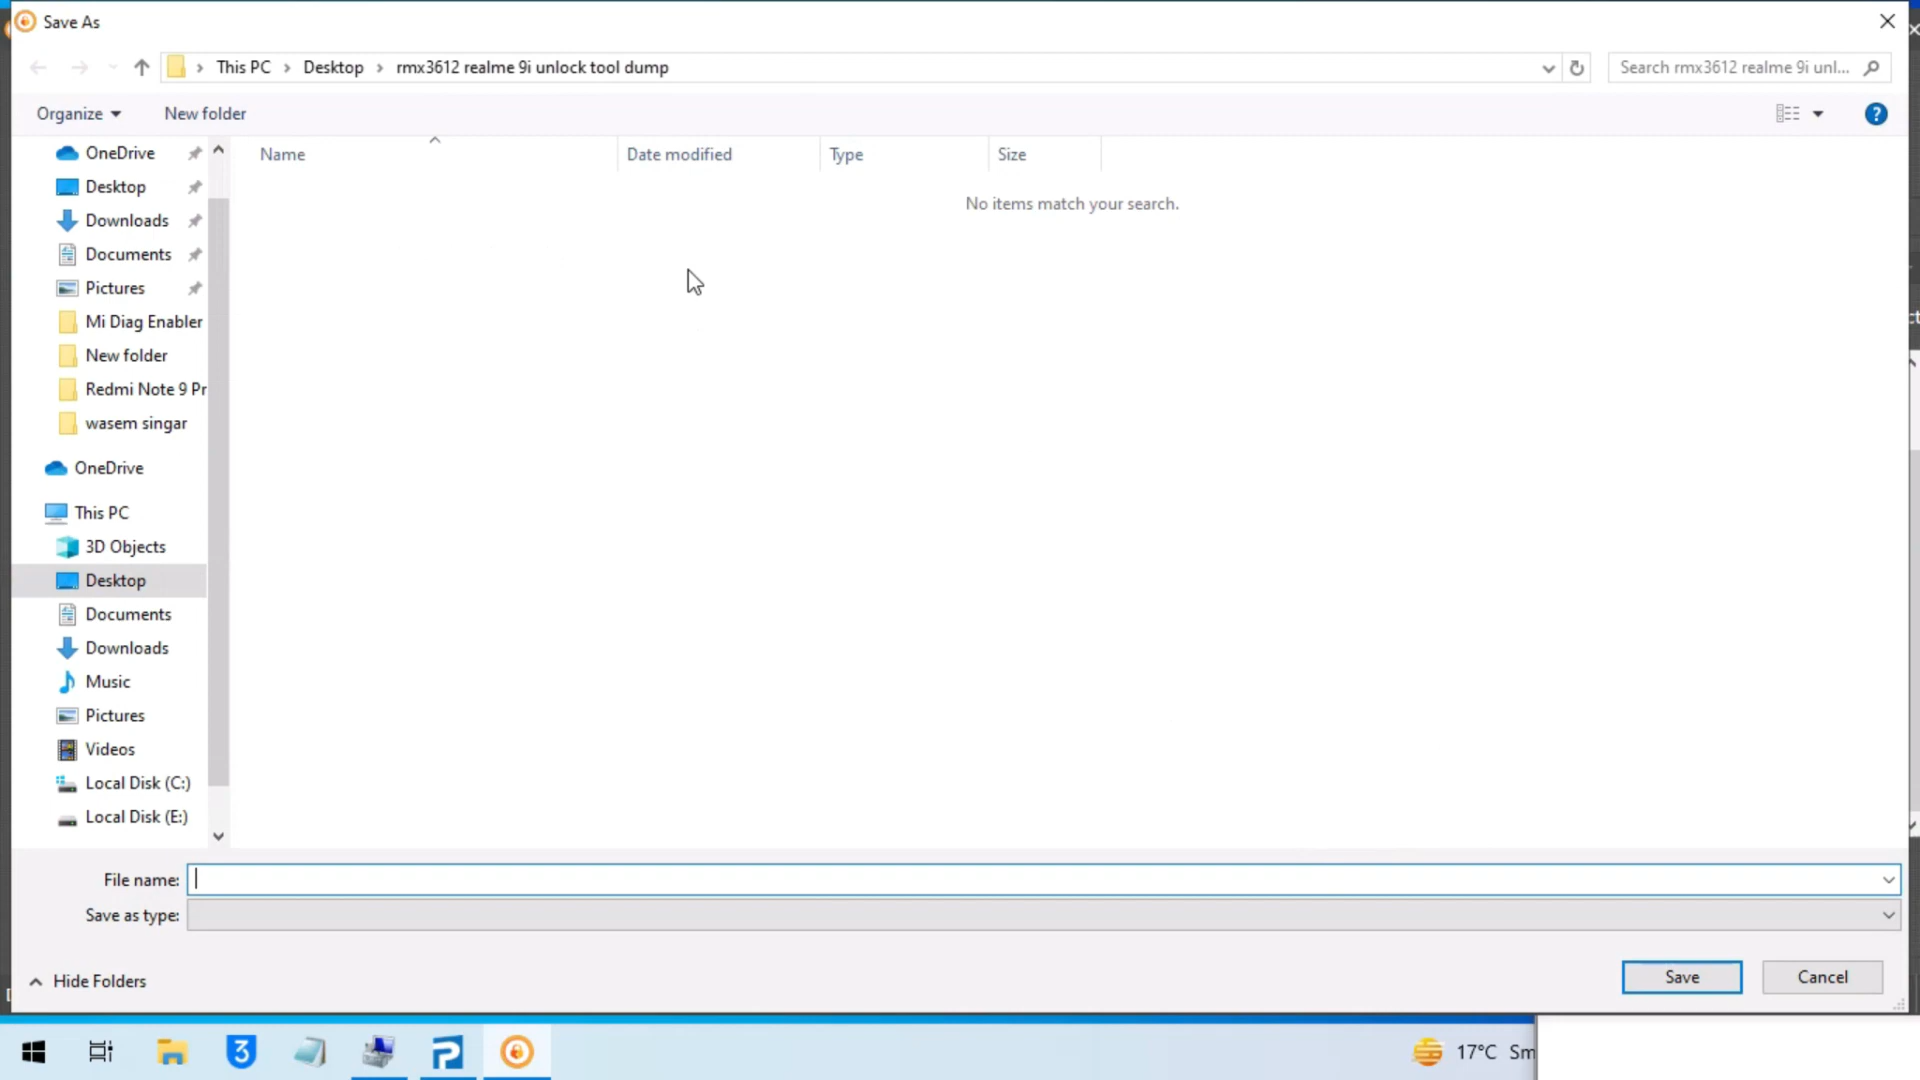 Save As
This PC > Desktop > rmx3612 realme 9i unlock tool dump
Search rmx3612 realme 9i unl...
Organize
New folder
?
Name
Date modified
Type
Size
No items match your search.
OneDrive
Desktop
Downloads
Documents
Pictures
Mi Diag Enabler
New folder
Redmi Note 9 Pr
wasem singar
OneDrive
This PC
3D Objects
Desktop
Documents
Downloads
Music
Pictures
Videos
Local Disk (C:)
Local Disk (E:)
File name:
Save as type:
Hide Folders
Save
Cancel
3
17°C Sm